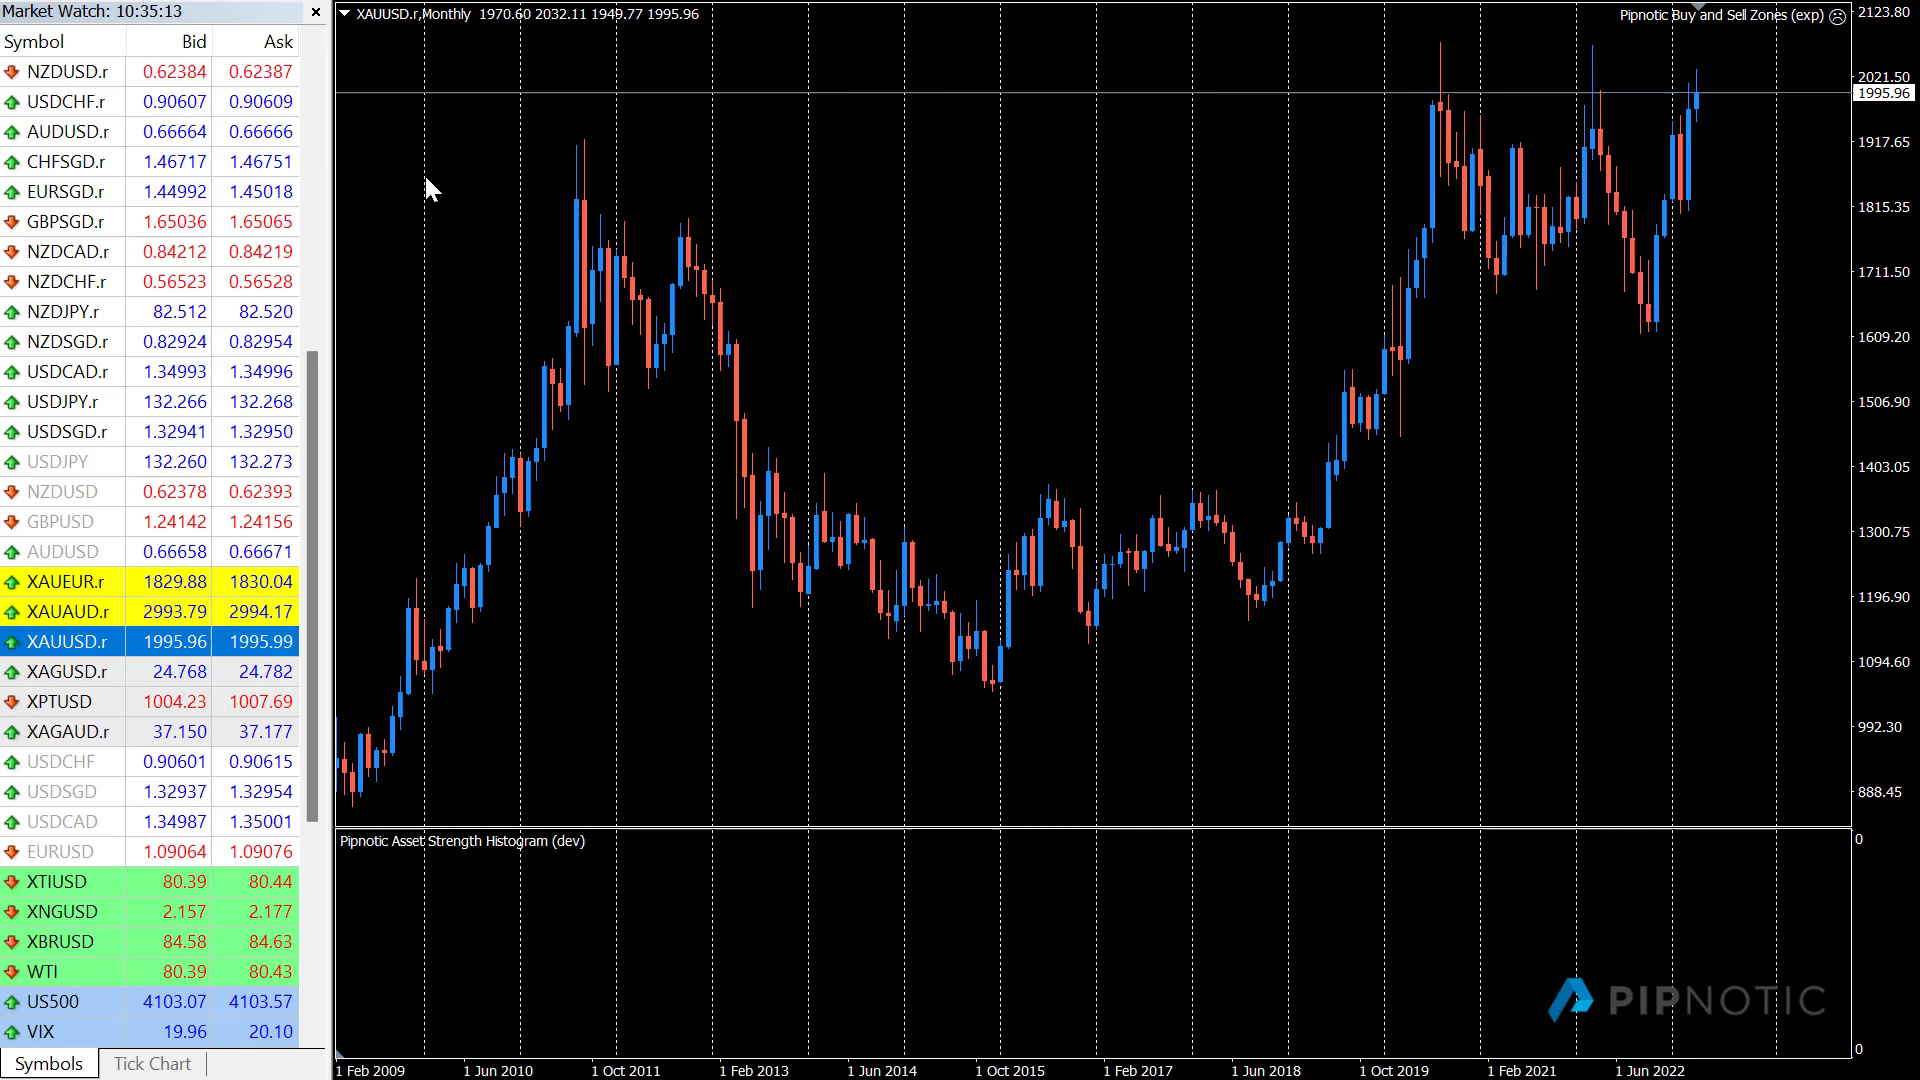 Market Watch: 10:35:13
Symbol Bid Ask
NZDUSD.r 0.62384 0.62387
USDCHF.r 0.90607 0.90609
AUDUSD.r 0.66664 0.66666
CHFSGD.r 1.46717 1.46751
EURSGD.r 1.44992 1.45018
GBPSGD.r 1.65036 1.65065
NZDCAD.r 0.84212 0.84219
NZDCHF.r 0.56523 0.56528
NZDJPY.r 82.512 82.520
NZDSGD.r 0.82924 0.82954
USDCAD.r 1.34993 1.34996
USDJPY.r 132.266 132.268
USDSGD.r 1.32941 1.32950
USDJPY 132.260 132.273
NZDUSD 0.62378 0.62393
GBPUSD 1.24142 1.24156
AUDUSD 0.66658 0.66671
XAUEUR.r 1829.88 1830.04
XAUAUD.r 2993.79 2994.17
XAUUSD.r 1995.96 1995.99
XAGUSD.r 24.768 24.782
XPTUSD 1004.23 1007.69
XAGAUD.r 37.150 37.177
USDCHF 0.90601 0.90615
USDSGD 1.32937 1.32954
USDCAD 1.34987 1.35001
EURUSD 1.09064 1.09076
XTIUSD 80.39 80.44
XNGUSD 2.157 2.177
XBRUSD 84.58 84.63
WTI 80.39 80.43
US500 4103.07 4103.57
VIX 19.96 20.10
Symbols Tick Chart
XAUUSD.r,Monthly 1970.60 2032.11 1949.77 1995.96
Pipnotic Buy and Sell Zones (exp)
2123.80
2021.50
1995.96
1917.65
1815.35
1711.50
1609.20
1506.90
1403.05
1300.75
1196.90
1094.60
992.30
888.45
Pipnotic Asset Strength Histogram (dev)
0
PIPNOTIC
0
1 Feb 2009 1 Jun 2010 1 Oct 2011 1 Feb 2013 1 Jun 2014 1 Oct 2015 1 Feb 2017 1 Jun 2018 1 Oct 2019 1 Feb 2021 1 Jun 2022